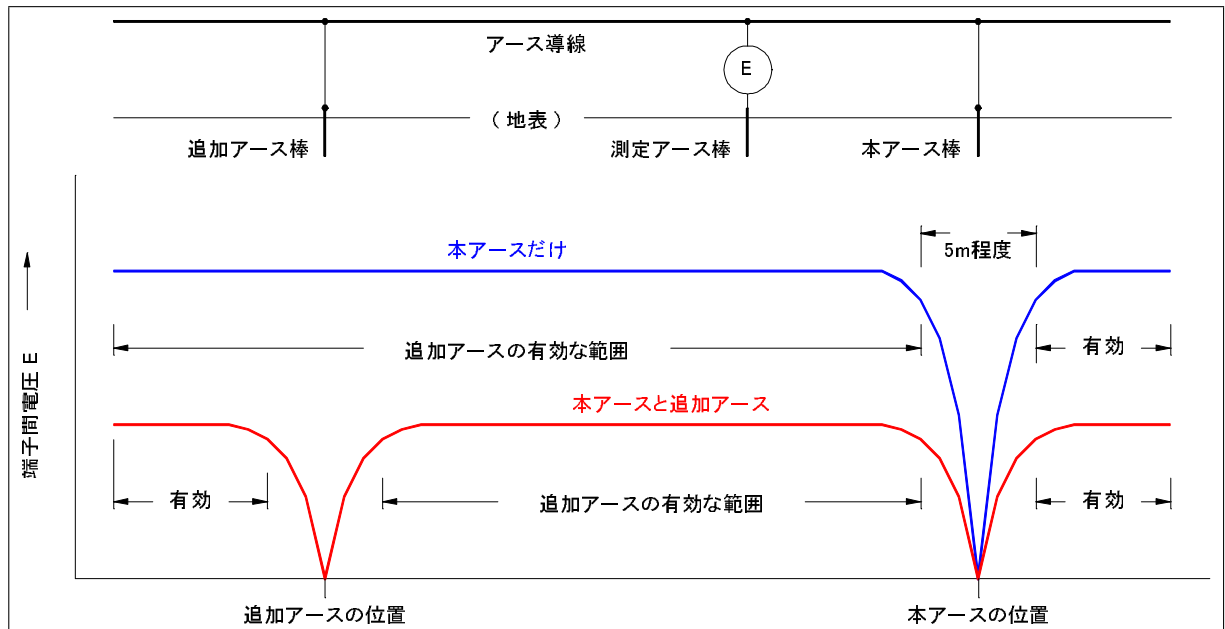 アース導線
E
(地表)
追加アース棒
測定アース棒
本アース棒
本アースだけ
5m程度
追加アースの有効な範囲
有効
端子間電圧 E
本アースと追加アース
有効
追加アースの有効な範囲
有効
追加アースの位置
本アースの位置